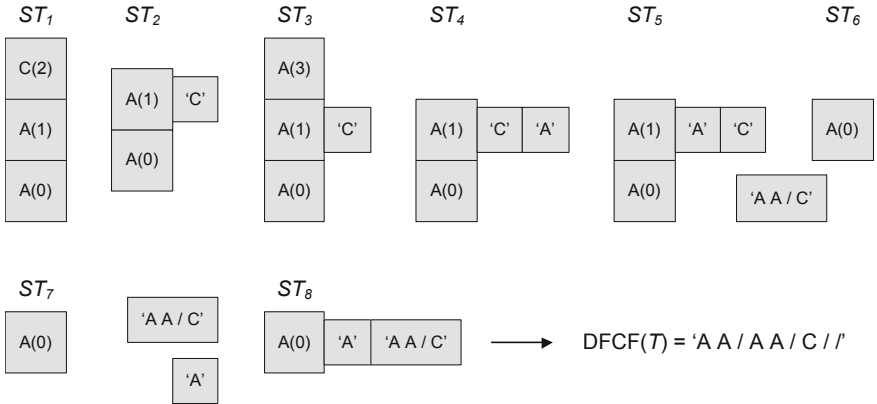 ST1 ST2 ST3 ST4 ST5 ST6
C(2) A(3)
A(1) ‘C’
A(1) A(1) ‘C’ A(1) ‘C’ ‘A’ A(1) ‘A’ ‘C’ A(0)
A(0)
A(0) A(0) A(0) A(0) ‘A A / C’
ST7 ST8
‘A A / C’
A(0) A(0) ‘A’ ‘A A / C’ DFCF(T) = ‘A A / A A / C / /’
‘A’